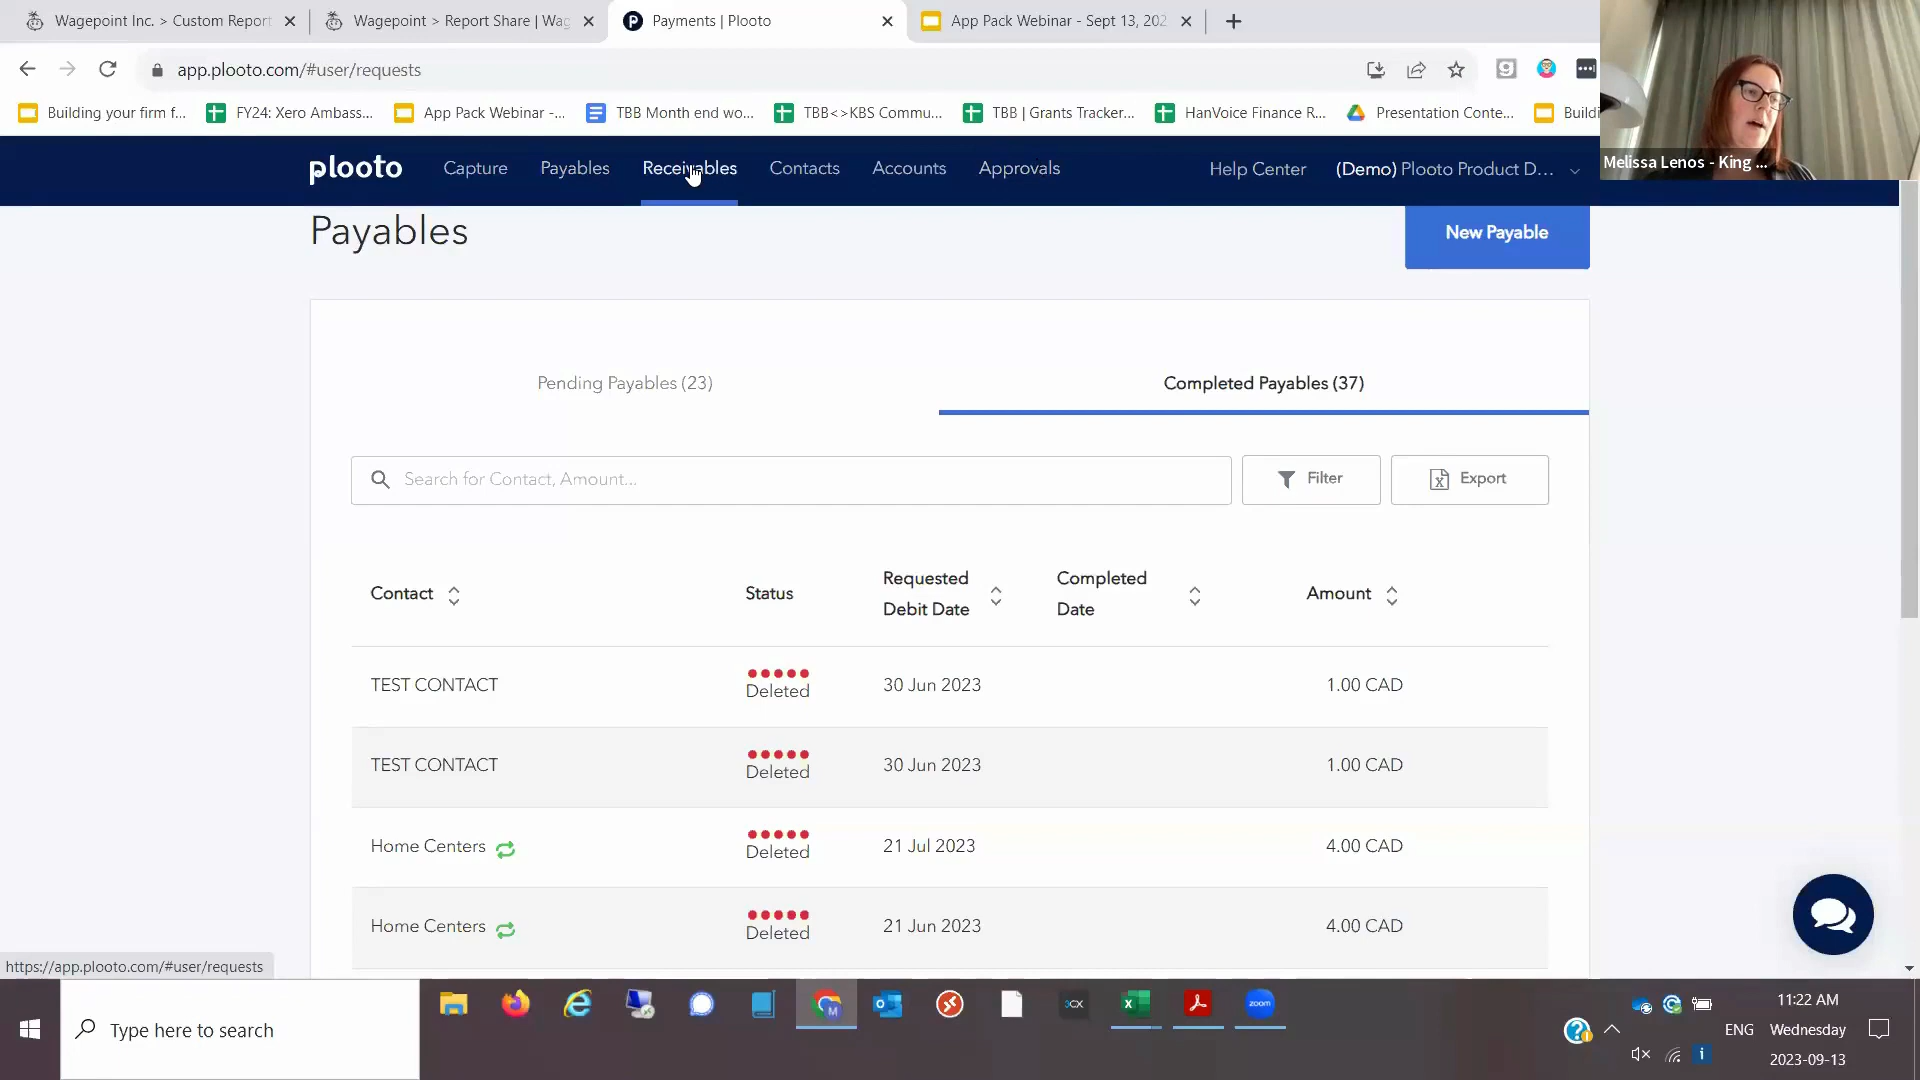 Wagepoint Inc. > Custom Report
Wagepoint > Report Share | Wag
Payments | Plooto
App Pack Webinar - Sept 13, 202
app.plooto.com/#user/requests
Building your firm f...
FY24: Xero Ambass...
App Pack Webinar -...
TBB Month end wo...
TBB<>KBS Commu...
TBB | Grants Tracker...
HanVoice Finance R...
Presentation Conte...
Buildi
Melissa Lenos - King ...
plooto
Capture
Payables
Receivables
Contacts
Accounts
Approvals
Help Center
(Demo) Plooto Product D...
Payables
New Payable
Pending Payables (23)
Completed Payables (37)
Search for Contact, Amount...
Filter
Export
Contact
Status
Requested
Debit Date
Completed
Date
Amount
TEST CONTACT
Deleted
30 Jun 2023
1.00 CAD
TEST CONTACT
Deleted
30 Jun 2023
1.00 CAD
Home Centers
Deleted
21 Jul 2023
4.00 CAD
Home Centers
Deleted
21 Jun 2023
4.00 CAD
https://app.plooto.com/#user/requests
Type here to search
M
3CX
zoom
11:22 AM
ENG
Wednesday
2023-09-13